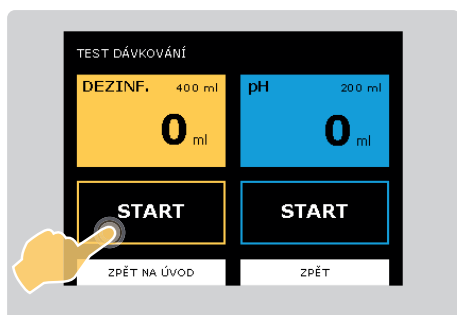 TEST DÁVKOVÁNÍ
DEZINF. 400 ml
0 ml
pH 200 ml
0 ml
START
START
ZPĚT NA ÚVOD
ZPĚT